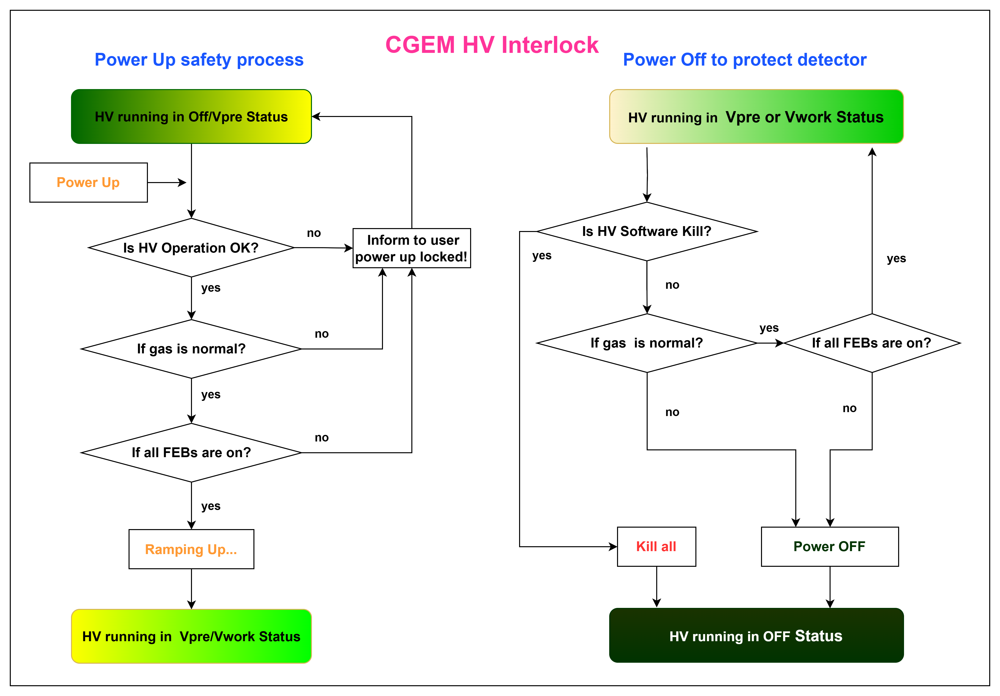 CGEM HV Interlock
Power Up safety process
HV running in Off/Vpre Status
Power Up
Is HV Operation OK?
no
Inform to user
power up locked!
yes
If gas is normal?
no
yes
If all FEBs are on?
no
yes
Ramping Up...
HV running in Vpre/Vwork Status
Power Off to protect detector
HV running in Vpre or Vwork Status
Is HV Software Kill?
yes
no
If gas is normal?
yes
If all FEBs are on?
yes
no
no
Kill all
Power OFF
HV running in OFF Status